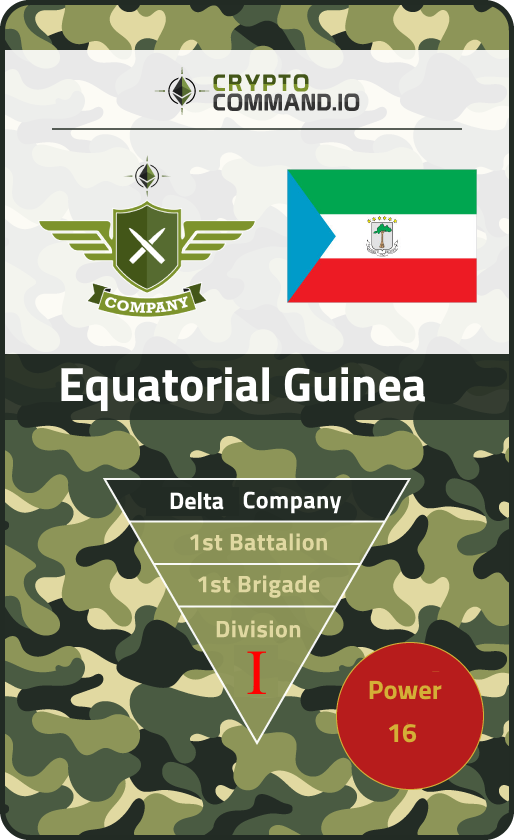 CRYPTO
COMMAND.IO
COMPANY
Equatorial Guinea
Delta Company
1st Battalion
1st Brigade
Division
I
Power
16